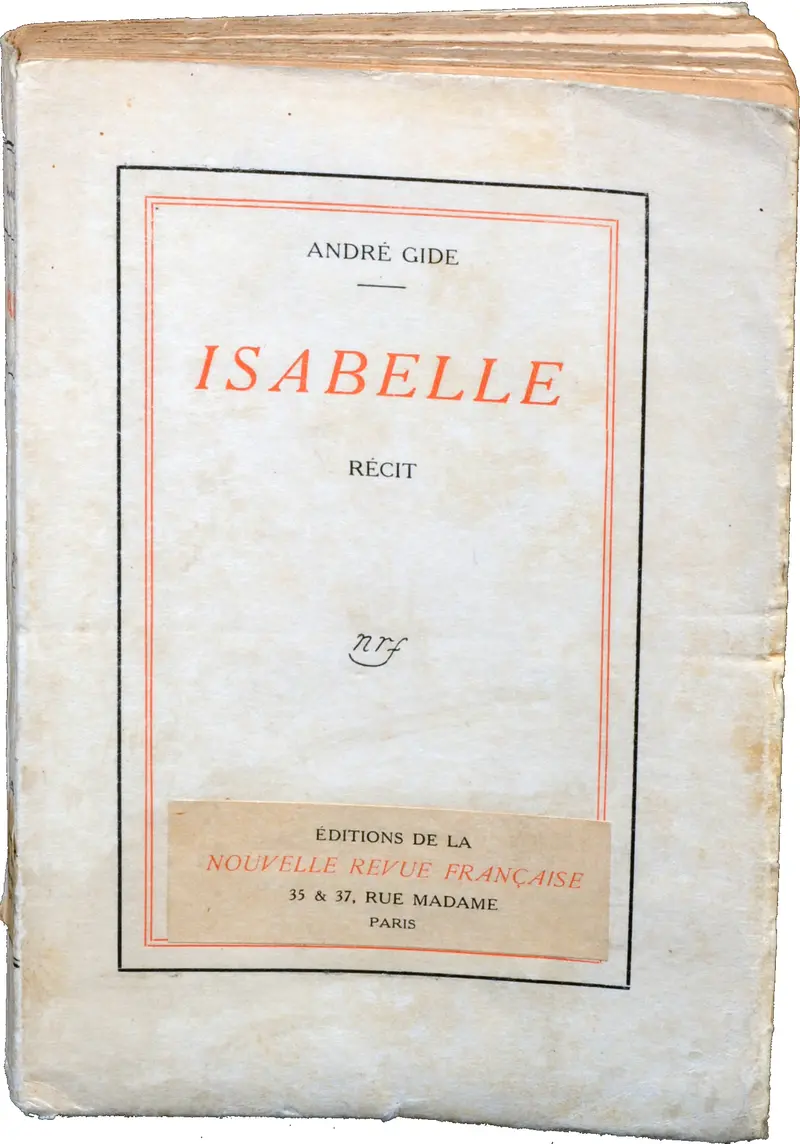 ANDRÉ GIDE
ISABELLE
RÉCIT
nrf
ÉDITIONS DE LA
NOUVELLE REVUE FRANÇAISE
35 & 37, RUE MADAME
PARIS